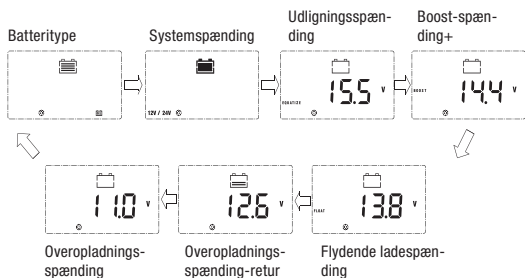 Batteritype
Systemspænding
Udligningsspæn-
ding
Boost-spæn-
ding+
12V / 24V
EQUATIZE
15.5 V
BOOST
14.4 V
11.0 V
12.6 V
FLOAT
13.8 V
Overopladnings-
spænding
Overopladnings-
spænding-retur
Flydende ladespæn-
ding